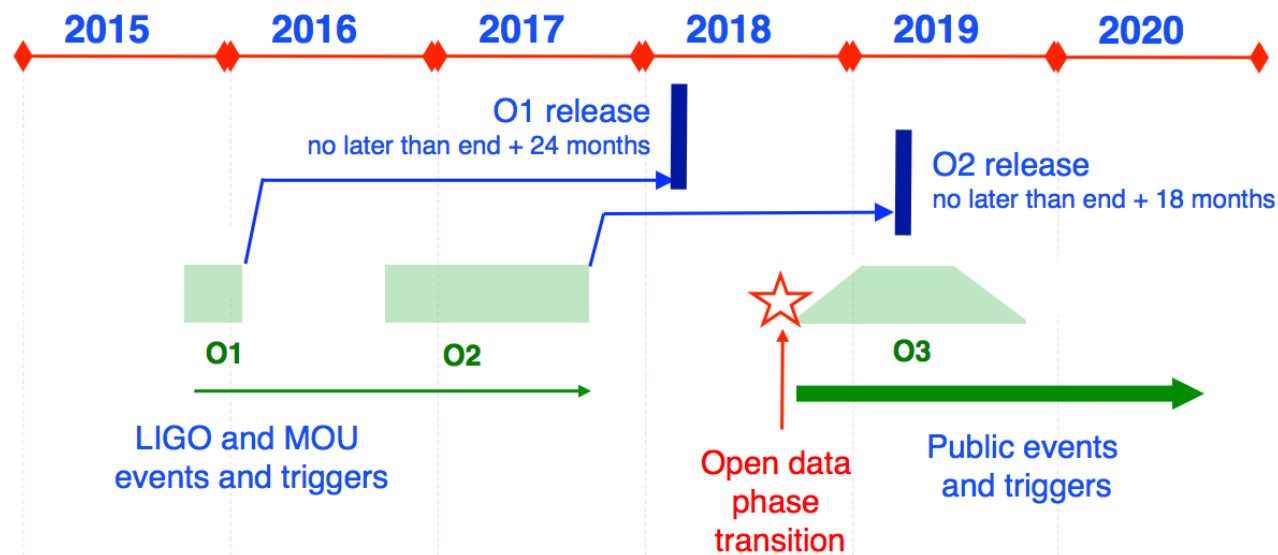 2015 2016 2017 2018 2019 2020
O1 release
no later than end + 24 months
O2 release
no later than end + 18 months
O1
O2
O3
LIGO and MOU
events and triggers
Open data
phase
transition
Public events
and triggers